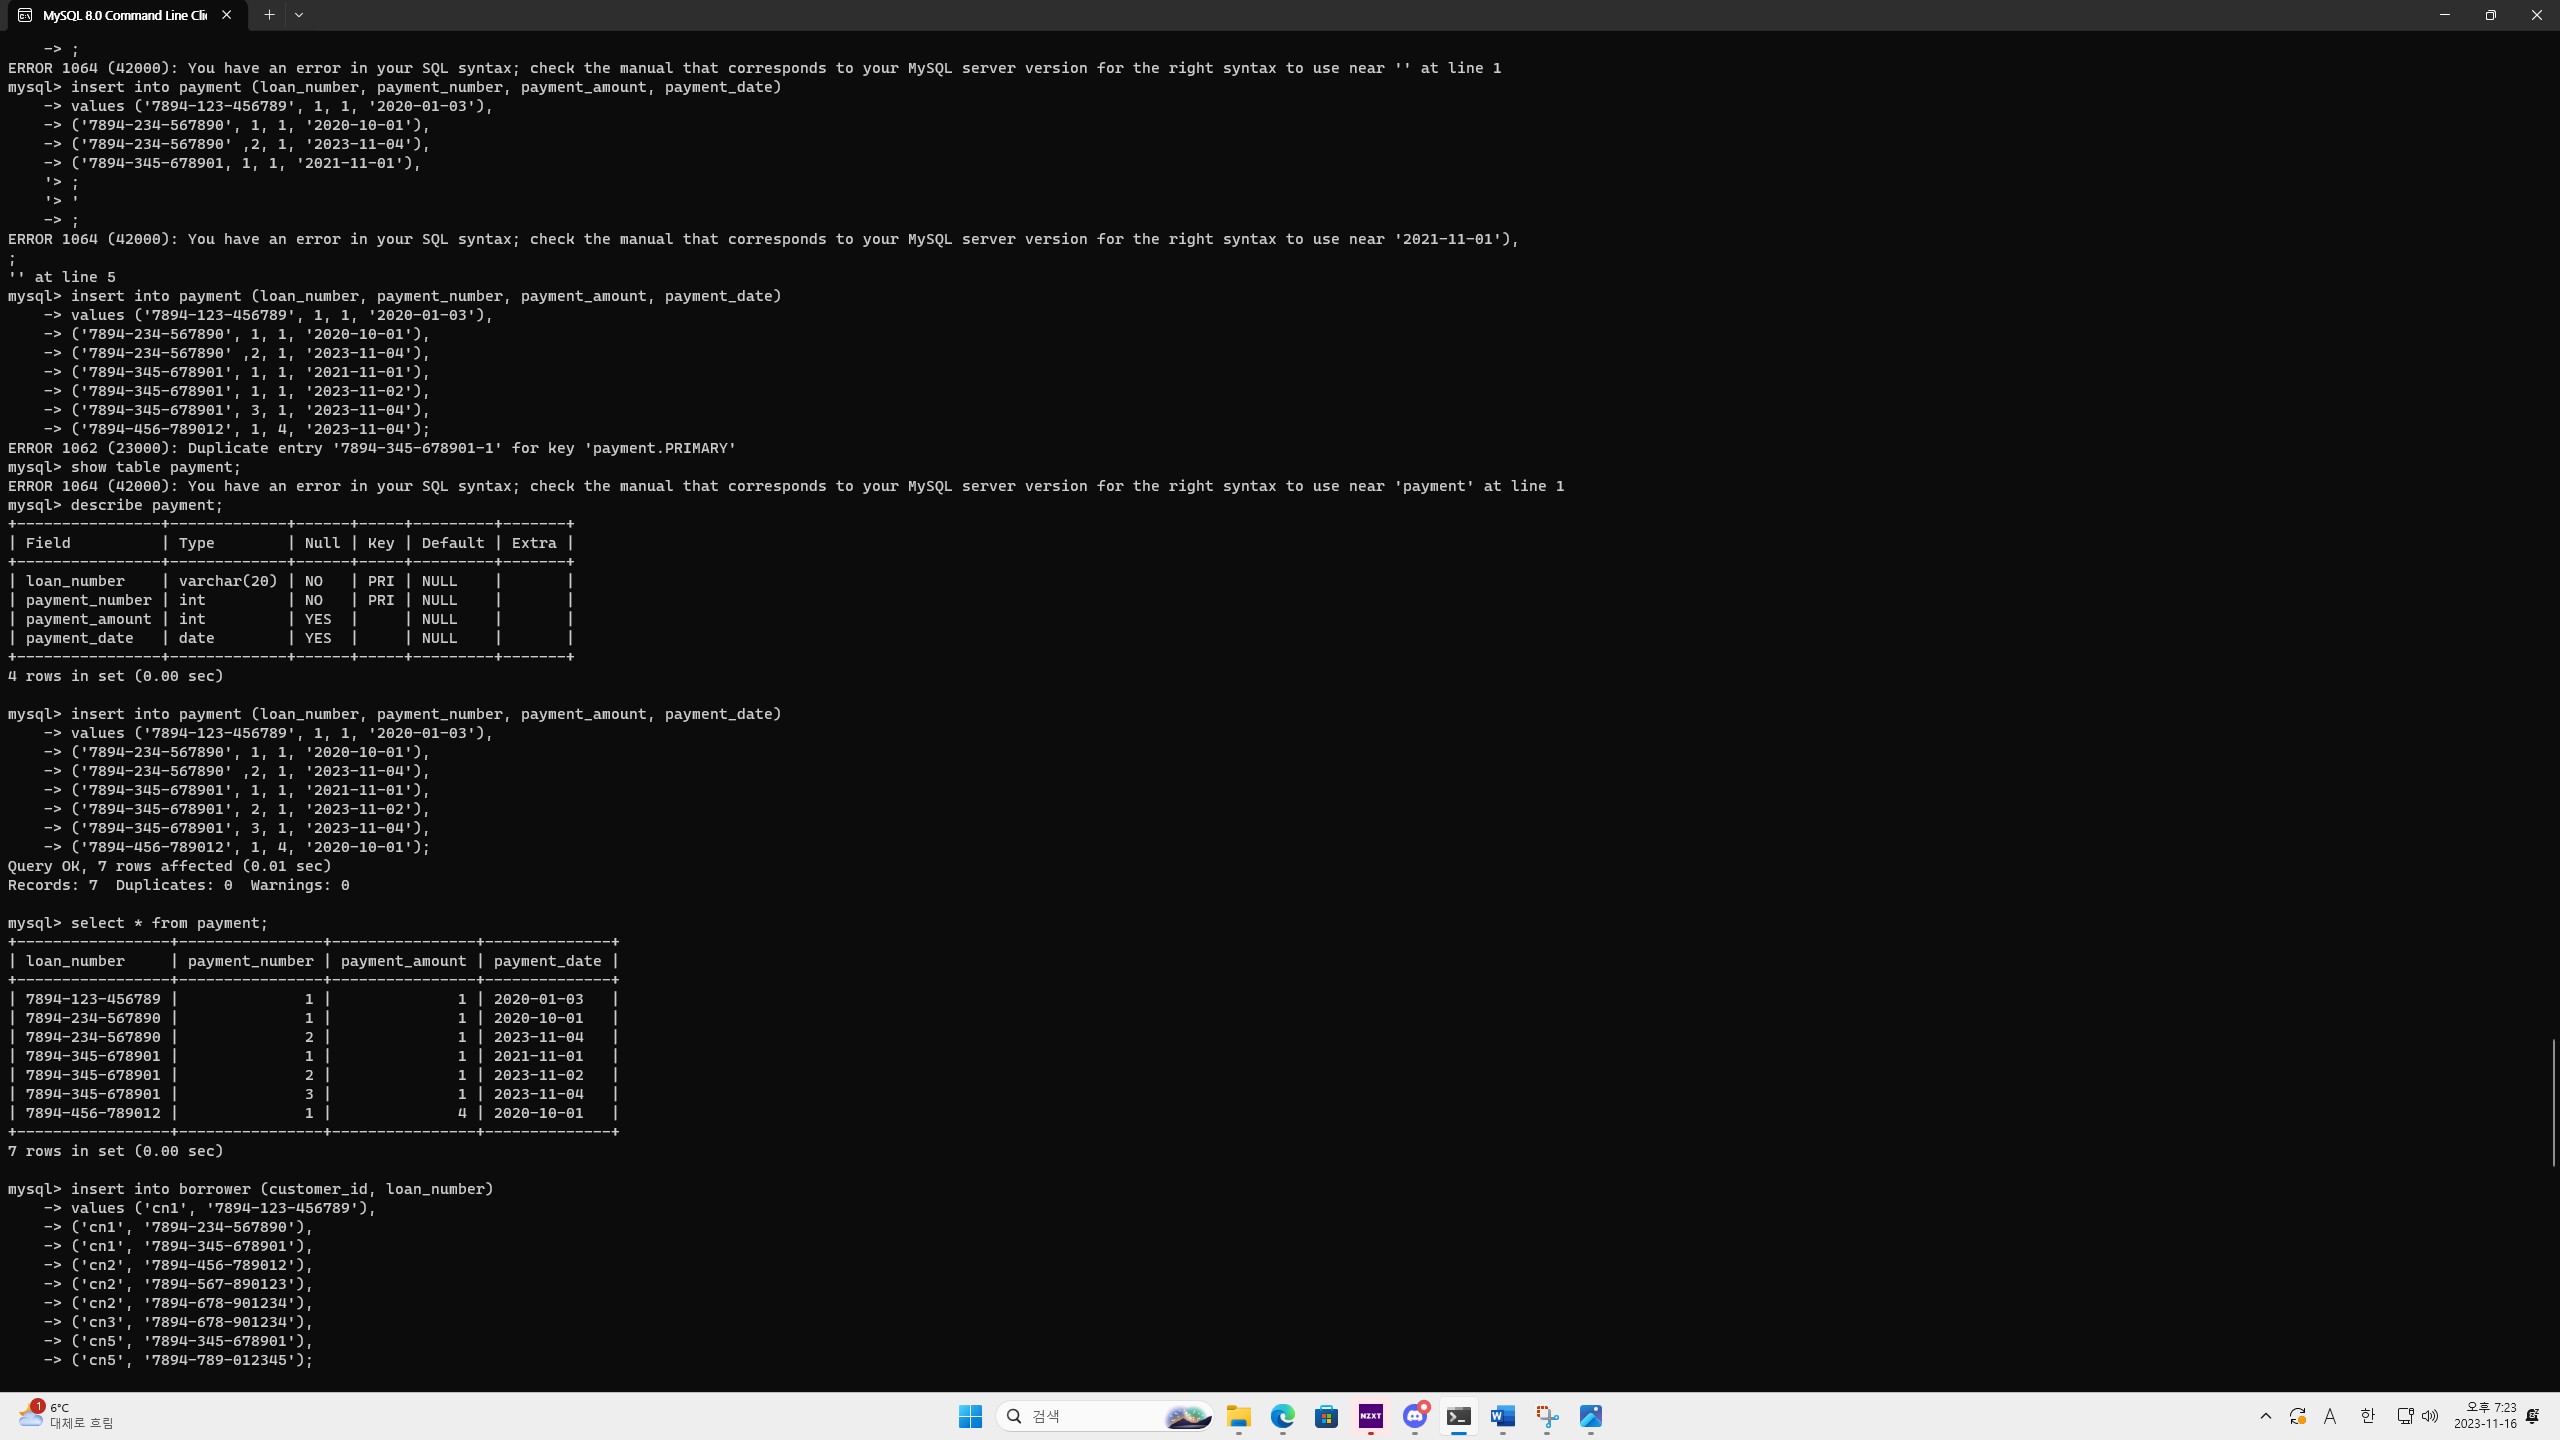 MySQL 8.0 Command Line Cli
    -> ;
ERROR 1064 (42000): You have an error in your SQL syntax; check the manual that corresponds to your MySQL server version for the right syntax to use near '' at line 1
mysql> insert into payment (loan_number, payment_number, payment_amount, payment_date)
    -> values ('7894-123-456789', 1, 1, '2020-01-03'),
    -> ('7894-234-567890', 1, 1, '2020-10-01'),
    -> ('7894-234-567890' ,2, 1, '2023-11-04'),
    -> ('7894-345-678901, 1, 1, '2021-11-01'),
    '> ;
    '> '
    -> ;
ERROR 1064 (42000): You have an error in your SQL syntax; check the manual that corresponds to your MySQL server version for the right syntax to use near '2021-11-01'),
;
'' at line 5
mysql> insert into payment (loan_number, payment_number, payment_amount, payment_date)
    -> values ('7894-123-456789', 1, 1, '2020-01-03'),
    -> ('7894-234-567890', 1, 1, '2020-10-01'),
    -> ('7894-234-567890' ,2, 1, '2023-11-04'),
    -> ('7894-345-678901', 1, 1, '2021-11-01'),
    -> ('7894-345-678901', 1, 1, '2023-11-02'),
    -> ('7894-345-678901', 3, 1, '2023-11-04'),
    -> ('7894-456-789012', 1, 4, '2023-11-04');
ERROR 1062 (23000): Duplicate entry '7894-345-678901-1' for key 'payment.PRIMARY'
mysql> show table payment;
ERROR 1064 (42000): You have an error in your SQL syntax; check the manual that corresponds to your MySQL server version for the right syntax to use near 'payment' at line 1
mysql> describe payment;
+----------------+-------------+------+-----+---------+-------+
| Field          | Type        | Null | Key | Default | Extra |
+----------------+-------------+------+-----+---------+-------+
| loan_number    | varchar(20) | NO   | PRI | NULL    |       |
| payment_number | int         | NO   | PRI | NULL    |       |
| payment_amount | int         | YES  |     | NULL    |       |
| payment_date   | date        | YES  |     | NULL    |       |
+----------------+-------------+------+-----+---------+-------+
4 rows in set (0.00 sec)
mysql> insert into payment (loan_number, payment_number, payment_amount, payment_date)
    -> values ('7894-123-456789', 1, 1, '2020-01-03'),
    -> ('7894-234-567890', 1, 1, '2020-10-01'),
    -> ('7894-234-567890' ,2, 1, '2023-11-04'),
    -> ('7894-345-678901', 1, 1, '2021-11-01'),
    -> ('7894-345-678901', 2, 1, '2023-11-02'),
    -> ('7894-345-678901', 3, 1, '2023-11-04'),
    -> ('7894-456-789012', 1, 4, '2020-10-01');
Query OK, 7 rows affected (0.01 sec)
Records: 7  Duplicates: 0  Warnings: 0
mysql> select * from payment;
+-----------------+----------------+----------------+--------------+
| loan_number     | payment_number | payment_amount | payment_date |
+-----------------+----------------+----------------+--------------+
| 7894-123-456789 |              1 |              1 | 2020-01-03   |
| 7894-234-567890 |              1 |              1 | 2020-10-01   |
| 7894-234-567890 |              2 |              1 | 2023-11-04   |
| 7894-345-678901 |              1 |              1 | 2021-11-01   |
| 7894-345-678901 |              2 |              1 | 2023-11-02   |
| 7894-345-678901 |              3 |              1 | 2023-11-04   |
| 7894-456-789012 |              1 |              4 | 2020-10-01   |
+-----------------+----------------+----------------+--------------+
7 rows in set (0.00 sec)
mysql> insert into borrower (customer_id, loan_number)
    -> values ('cn1', '7894-123-456789'),
    -> ('cn1', '7894-234-567890'),
    -> ('cn1', '7894-345-678901'),
    -> ('cn2', '7894-456-789012'),
    -> ('cn2', '7894-567-890123'),
    -> ('cn2', '7894-678-901234'),
    -> ('cn3', '7894-678-901234'),
    -> ('cn5', '7894-345-678901'),
    -> ('cn5', '7894-789-012345');
1
6°C
대체로 흐림
검색
NZXT
A
한
오후 7:23
2023-11-16